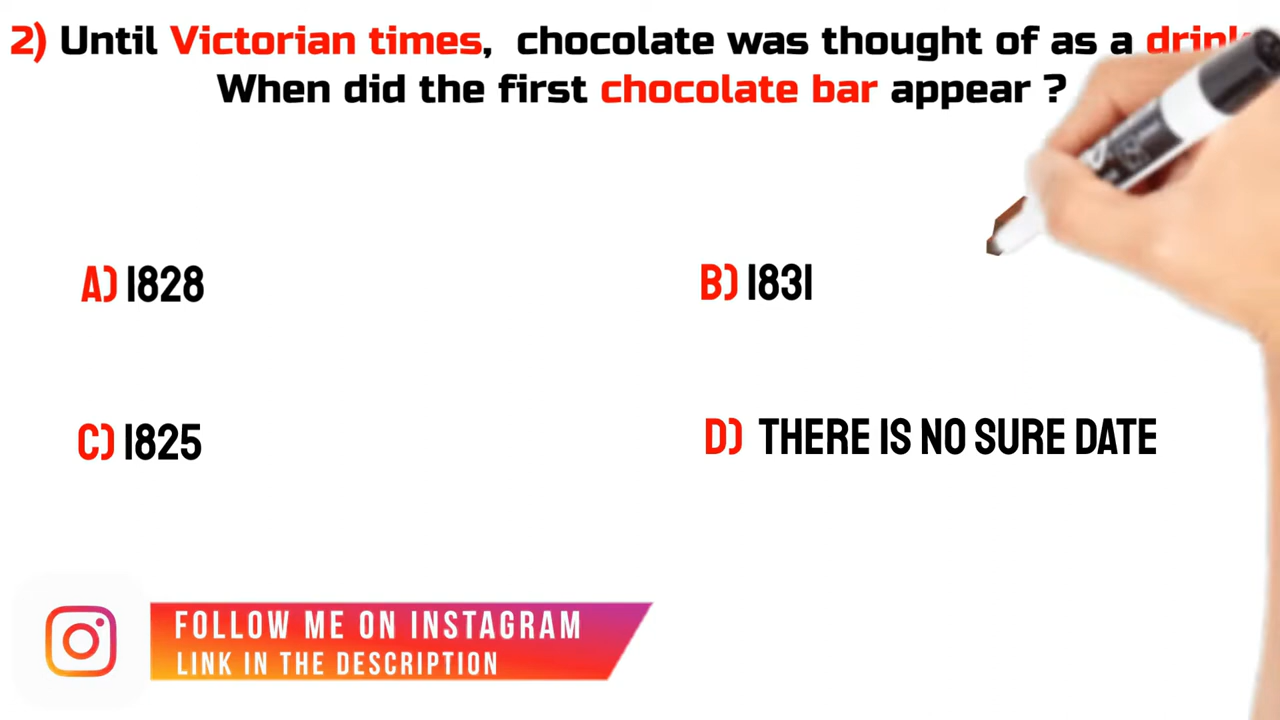 2) Until Victorian times, chocolate was thought of as a drink
When did the first chocolate bar appear ?
A) 1828
B) 1831
C) 1825
D) THERE IS NO SURE DATE
FOLLOW ME ON INSTAGRAM
LINK IN THE DESCRIPTION